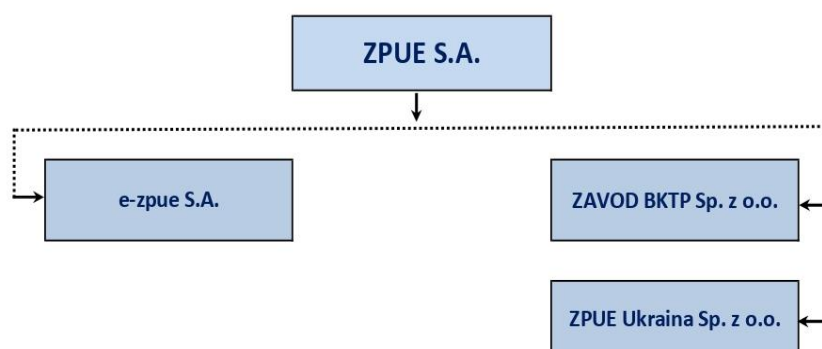 ZPUE S.A.
e-zpue S.A.
ZAVOD BKTP Sp. z o.o.
ZPUE Ukraina Sp. z o.o.